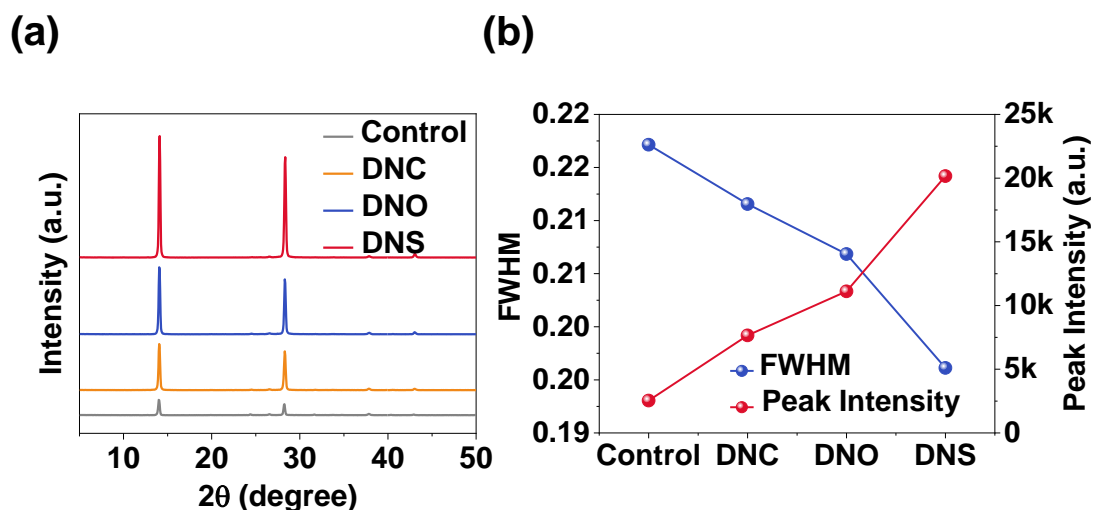 (a)
Intensity (a.u.)
Control
DNC
DNO
DNS
10
20
30
40
50
2θ (degree)
(b)
FWHM
0.22
0.22
0.21
0.21
0.20
0.20
0.19
FWHM
Peak Intensity
Control
DNC
DNO
DNS
25k
20k
15k
10k
5k
0
Peak Intensity (a.u.)